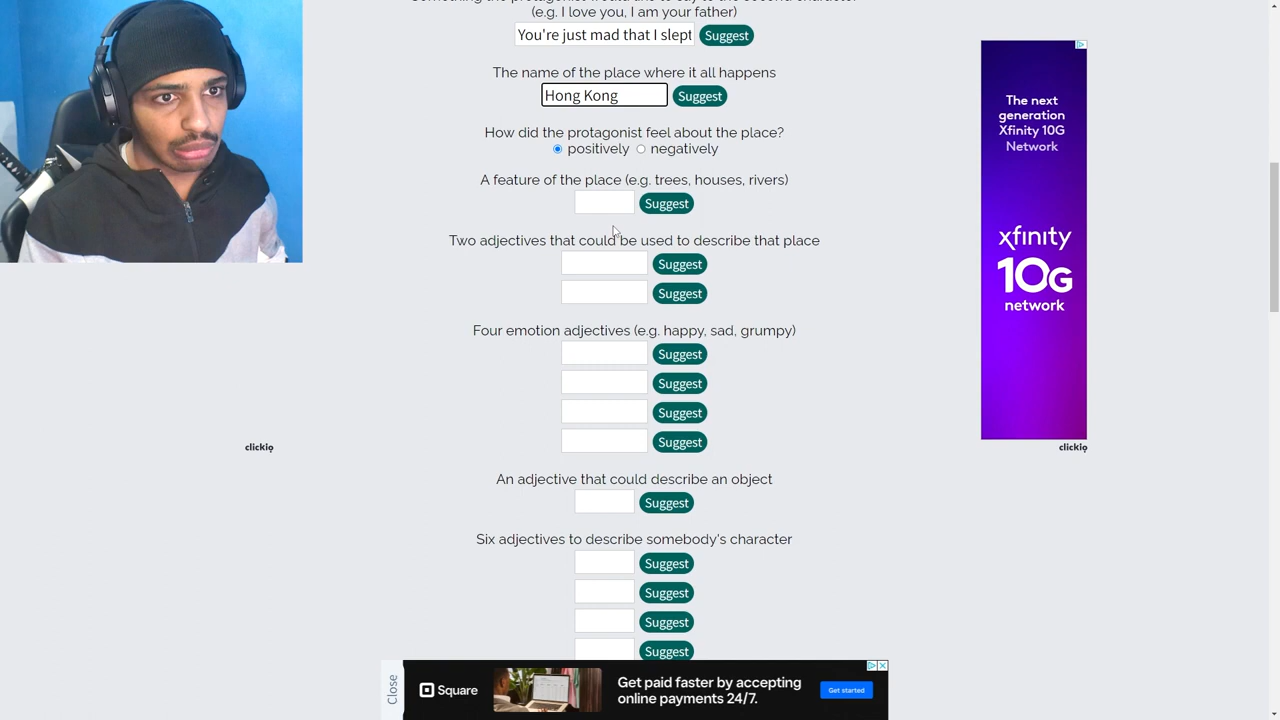 (e.g. I love you, I am your father)
You're just mad that I slept
Suggest
The name of the place where it all happens
Hong Kong
Suggest
How did the protagonist feel about the place?
positively
negatively
A feature of the place (e.g. trees, houses, rivers)
Suggest
Two adjectives that could be used to describe that place
Suggest
Suggest
Four emotion adjectives (e.g. happy, sad, grumpy)
Suggest
Suggest
Suggest
Suggest
An adjective that could describe an object
Suggest
Six adjectives to describe somebody's character
Suggest
Suggest
Suggest
Suggest
The next
generation
Xfinity 10G
Network
xfinity
10G
network
clickio
clickio
Close
Square
Get paid faster by accepting
online payments 24/7.
Get started